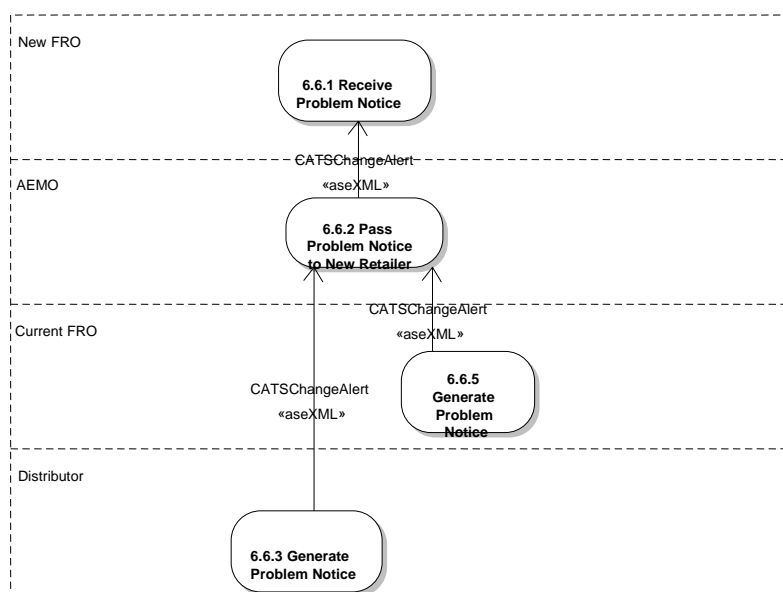 New FRO
6.6.1 Receive
Problem Notice
CATSChangeAlert
«aseXML»
AEMO
6.6.2 Pass
Problem Notice
to New Retailer
CATSChangeAlert
«aseXML»
Current FRO
6.6.5
Generate
Problem
Notice
CATSChangeAlert
«aseXML»
Distributor
6.6.3 Generate
Problem Notice